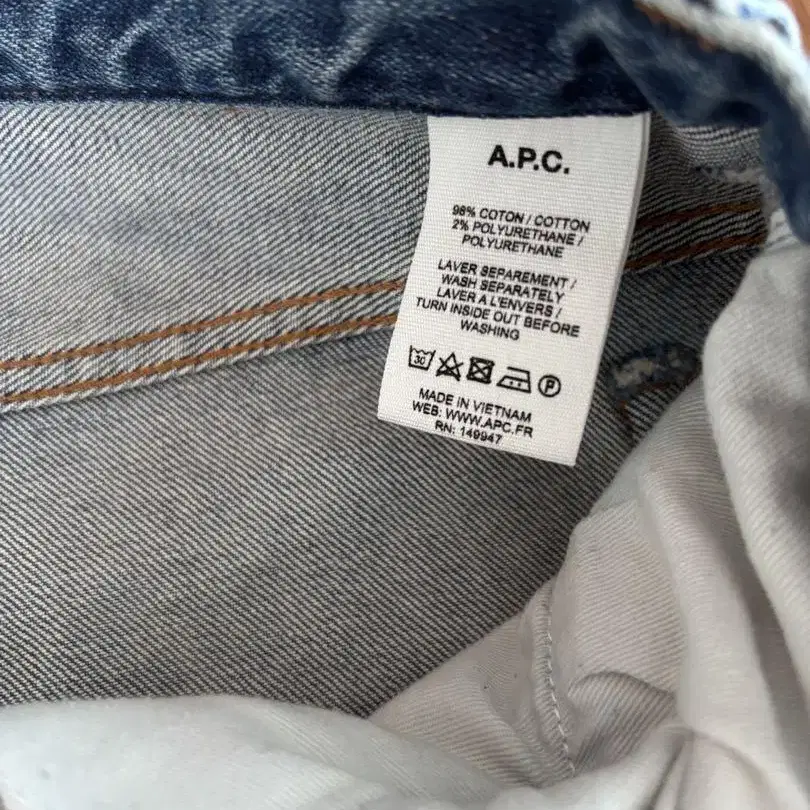 A.P.C.
98% COTON / COTTON
2% POLYURETHANE /
POLYURETHANE
LAVER SEPAREMENT /
WASH SEPARATELY
LAVER A L'ENVERS /
TURN INSIDE OUT BEFORE
WASHING
30 P
MADE IN VIETNAM
WEB: WWW.APC.FR
RN: 149947